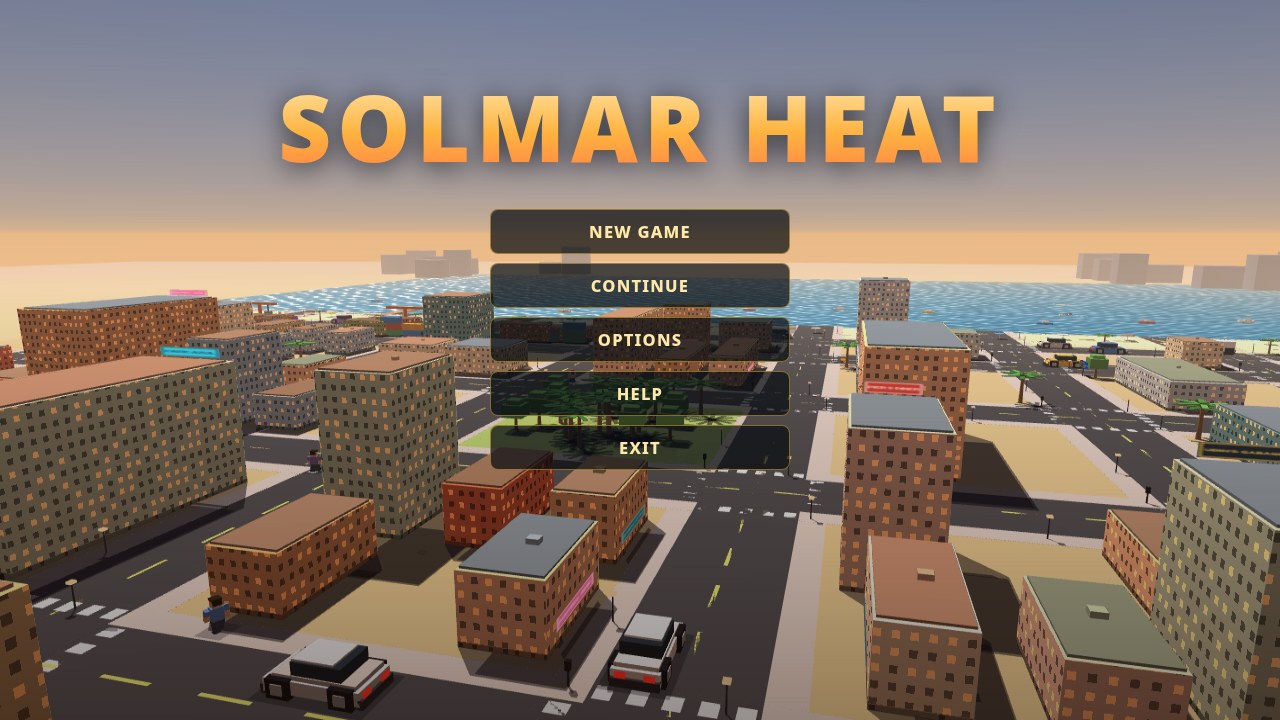 SOLMAR HEAT
NEW GAME
CONTINUE
OPTIONS
HELP
EXIT